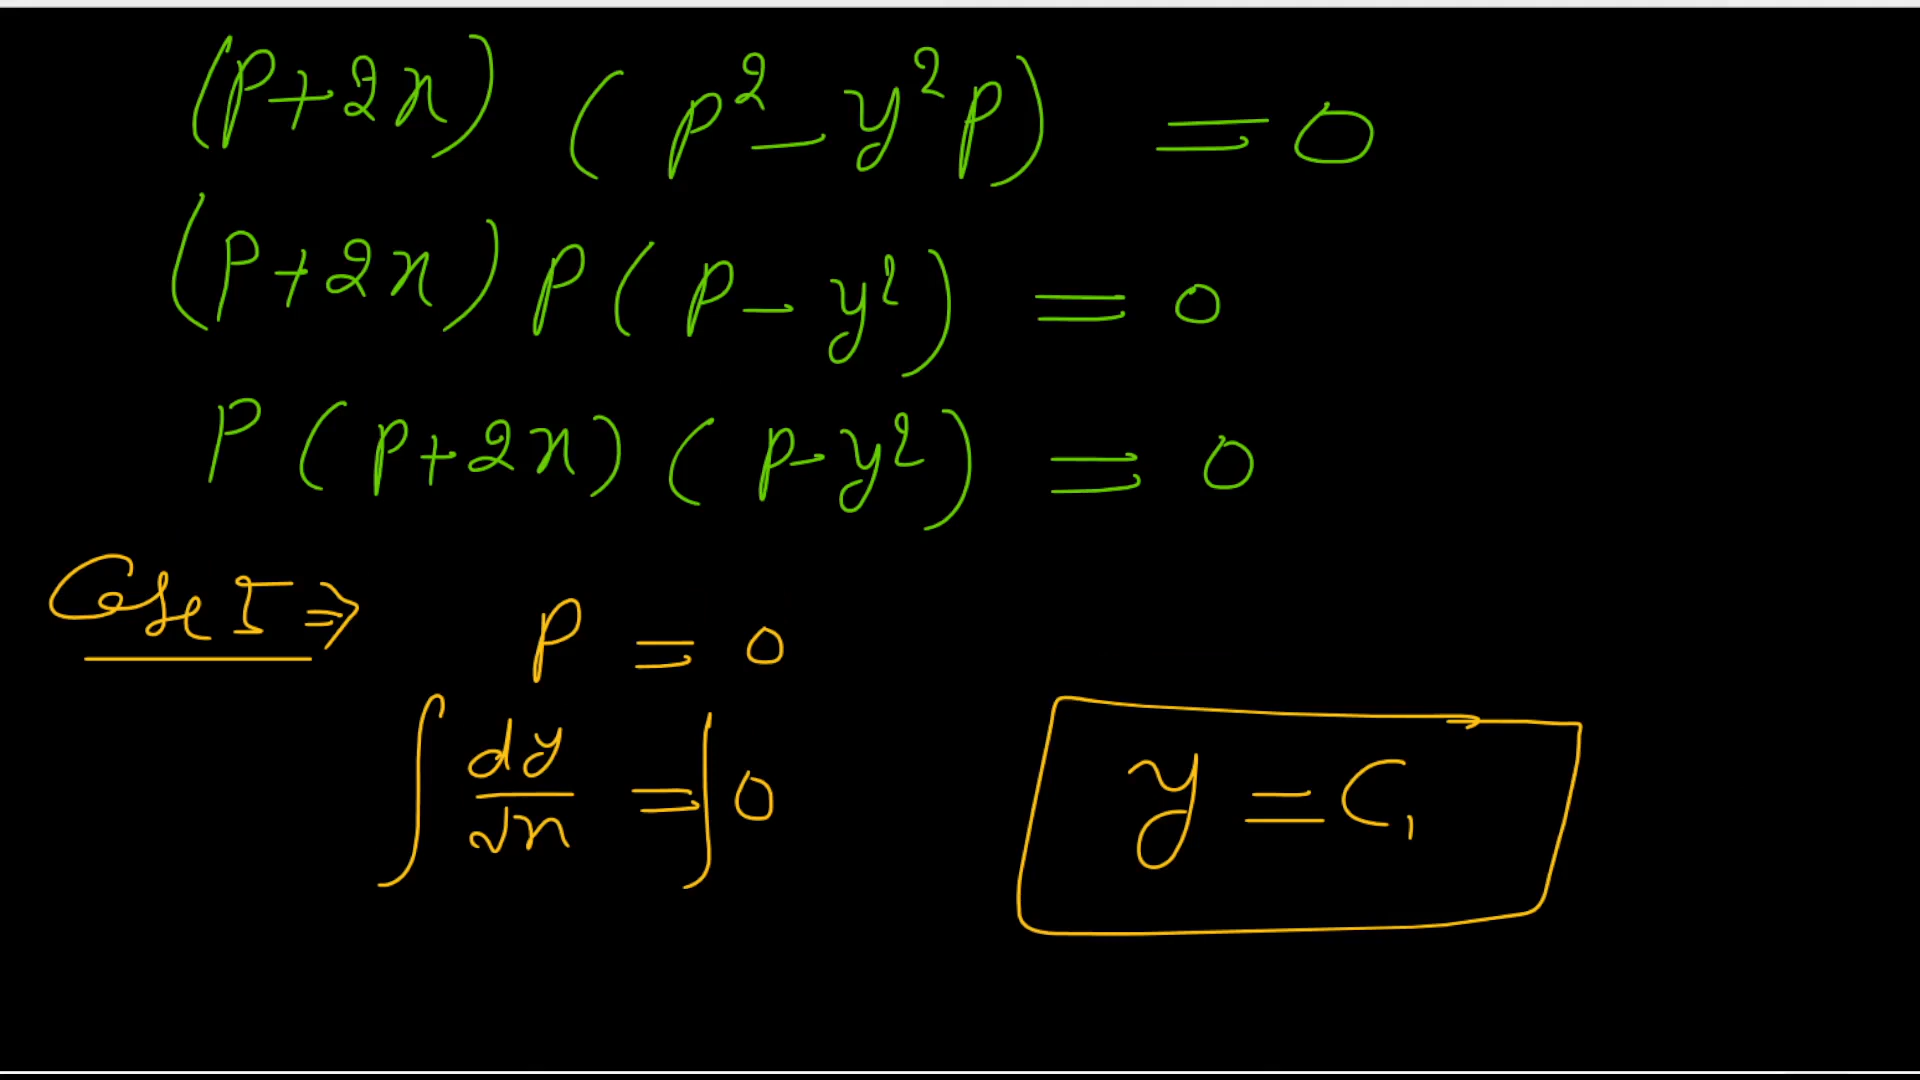 (P+2x) (p²-y²p) = 0
(P+2x) P (P-y²) = 0
P (P+2x) (P-y²) = 0
Case I ⇒ P = 0
∫ dy/dx = ∫ 0
y = C₁